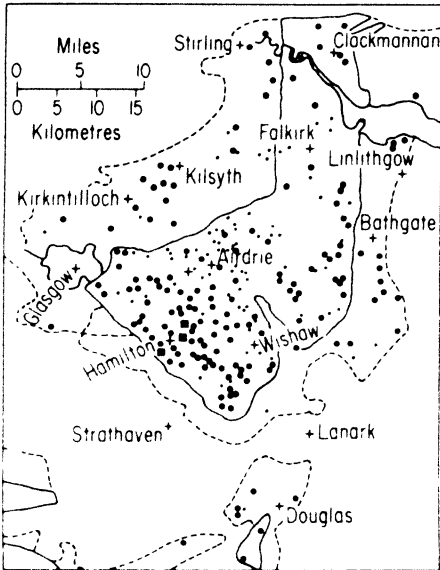 Miles
0 5 10
0 5 10 15
Kilometres
Stirling
Clackmannan
Falkirk
Linlithgow
Kilsyth
Kirkintilloch
Bathgate
Airdrie
Glasgow
Wishaw
Hamilton
Strathaven
Lanark
Douglas